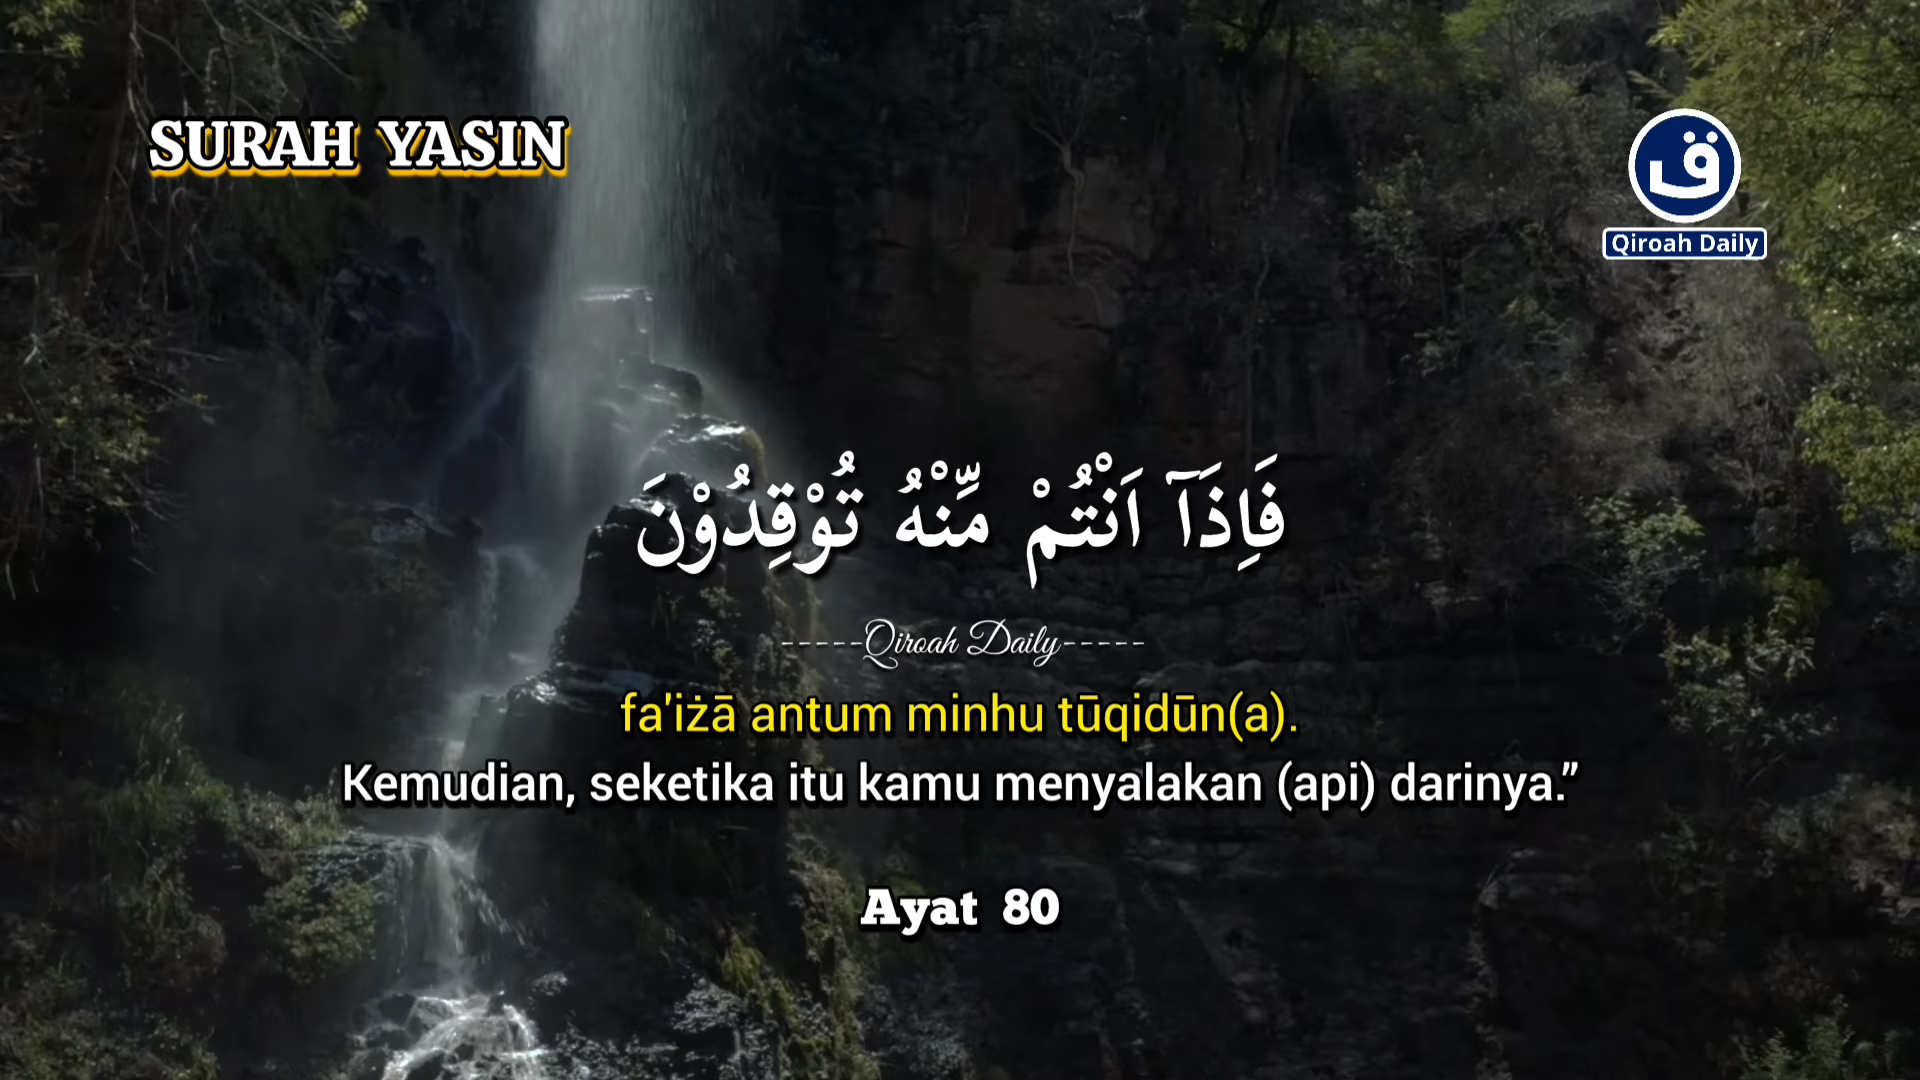 SURAH YASIN
ق
Qiroah Daily
فَاِذَآ اَنْتُمْ مِّنْهُ تُوْقِدُوْنَ
-----Qiroah Daily-----
fa'iżā antum minhu tūqidūn(a).
Kemudian, seketika itu kamu menyalakan (api) darinya.”
Ayat 80